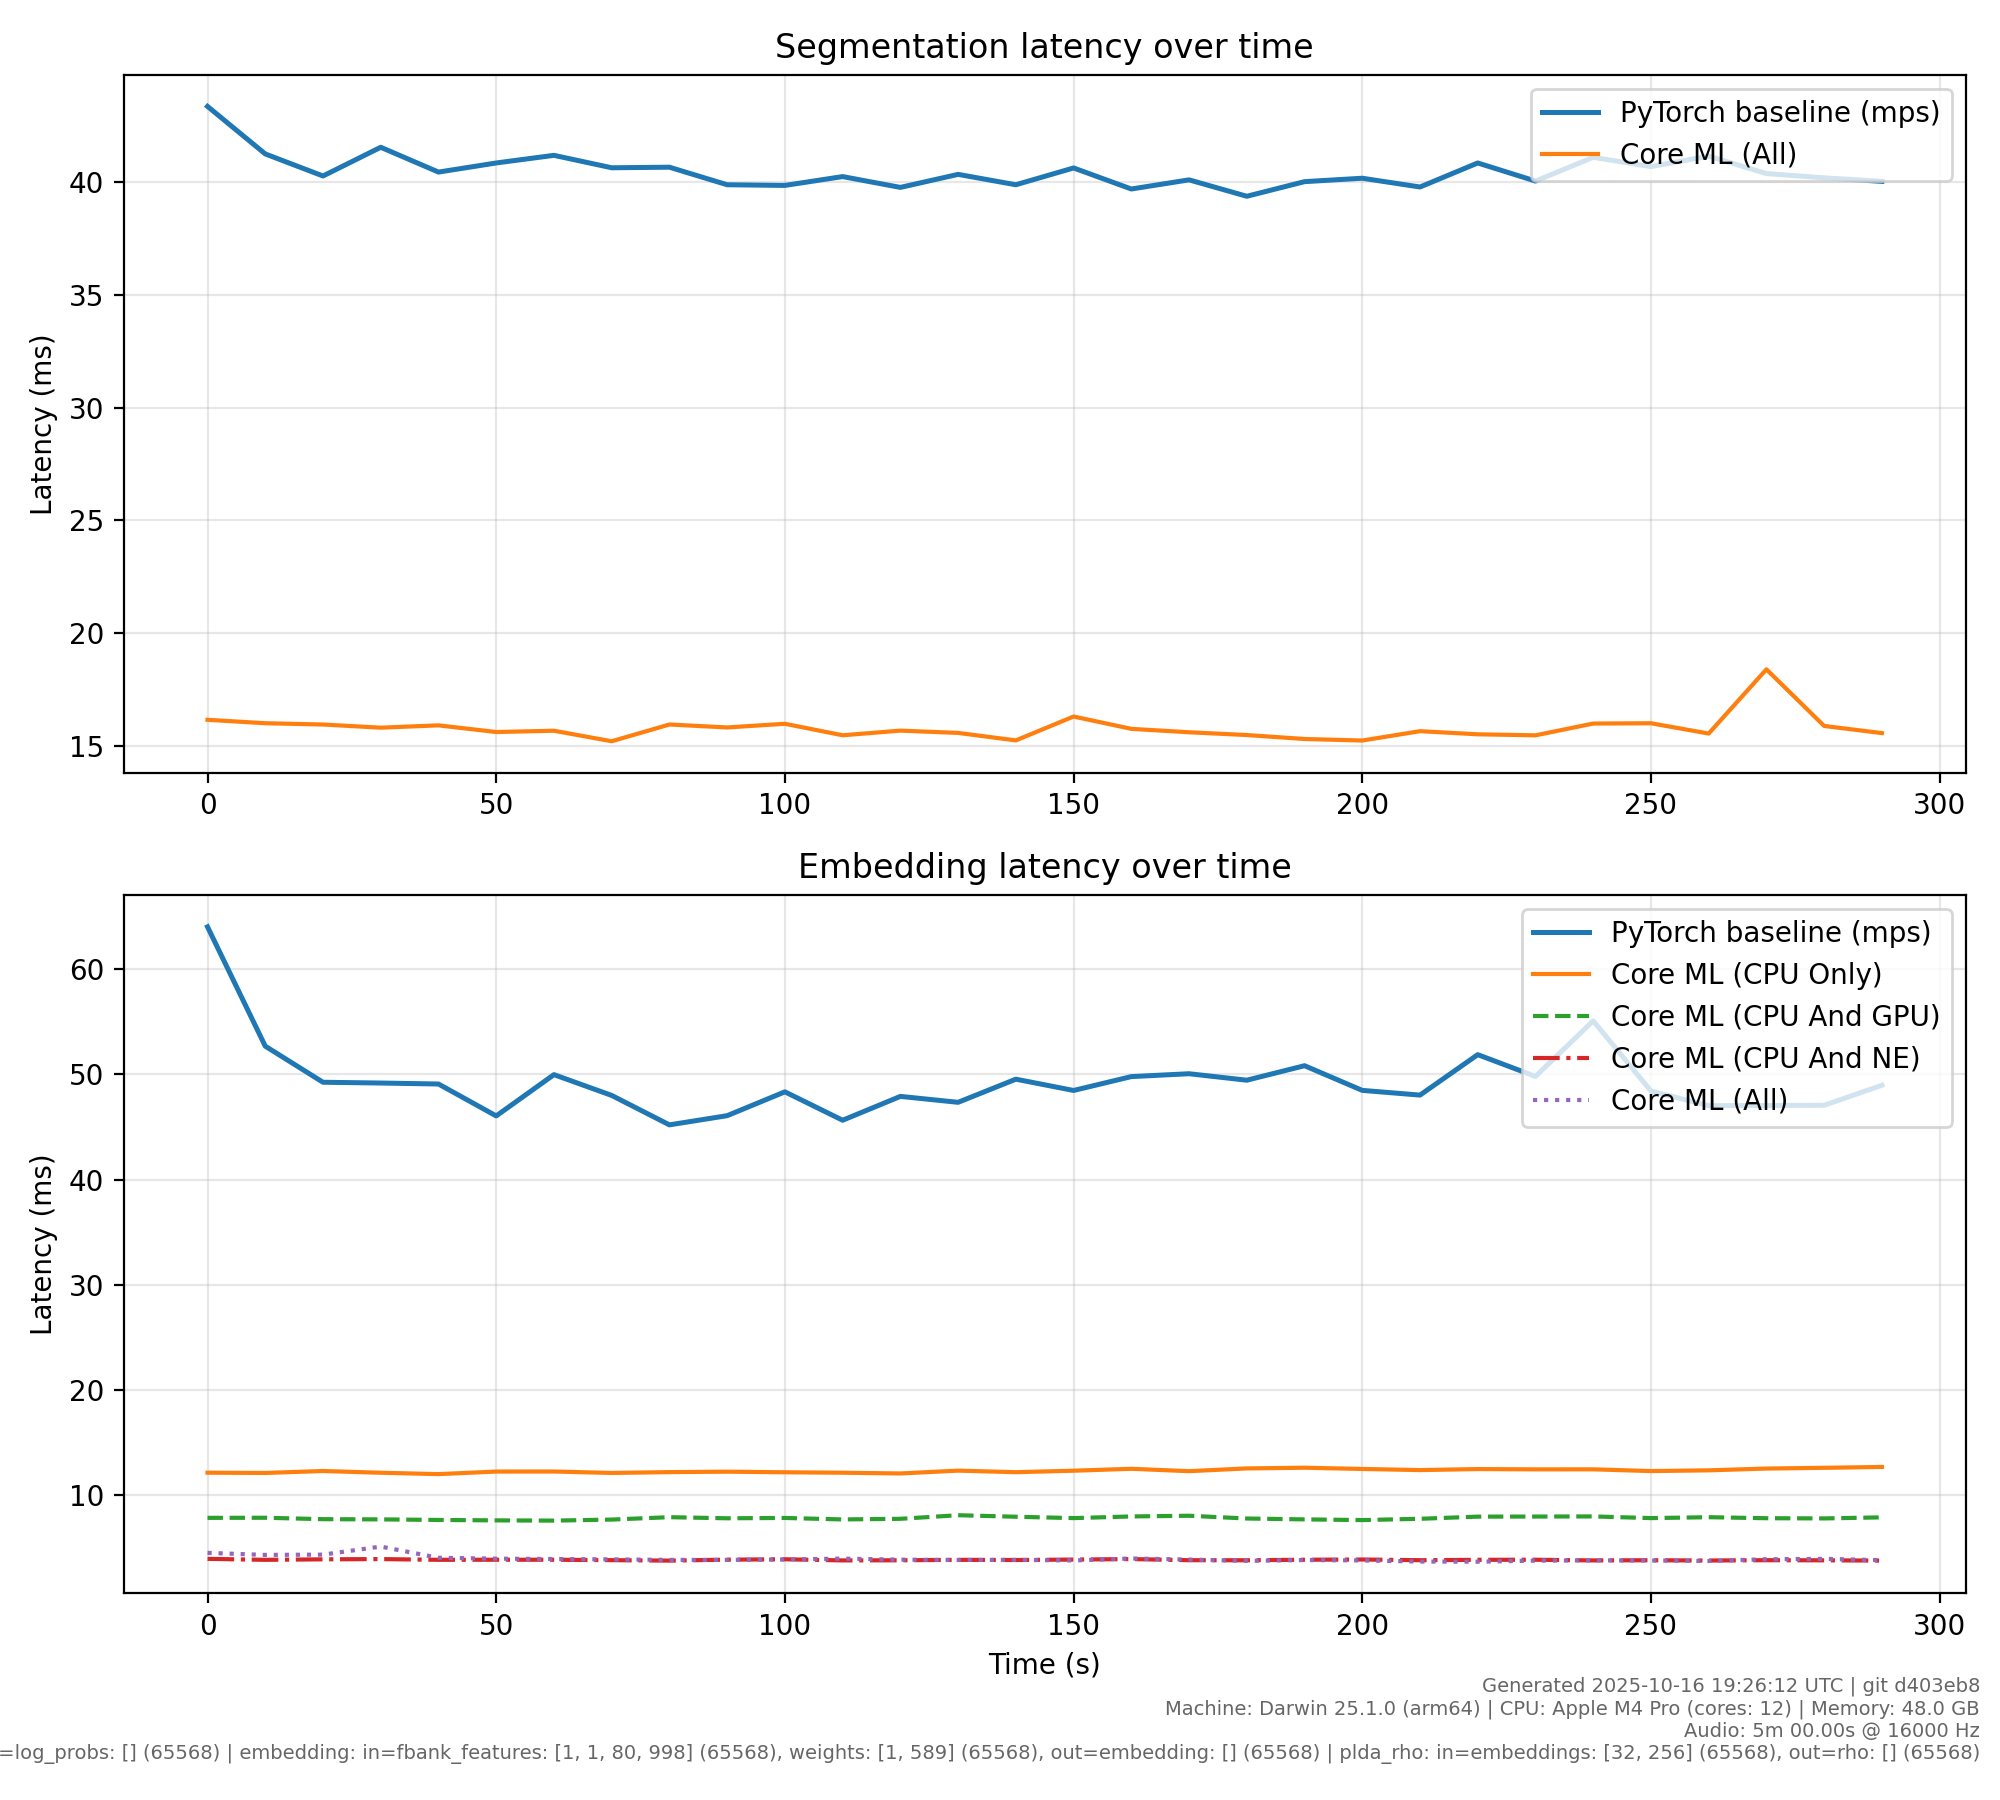 Segmentation latency over time
PyTorch baseline (mps)
Core ML (All)
Latency (ms)
40
35
30
25
20
15
0 50 100 150 200 250 300
Embedding latency over time
PyTorch baseline (mps)
Core ML (CPU Only)
Core ML (CPU And GPU)
Core ML (CPU And NE)
Core ML (All)
Latency (ms)
60
50
40
30
20
10
0 50 100 150 200 250 300
Time (s)
Generated 2025-10-16 19:26:12 UTC | git d403eb8
Machine: Darwin 25.1.0 (arm64) | CPU: Apple M4 Pro (cores: 12) | Memory: 48.0 GB
Audio: 5m 00.00s @ 16000 Hz
=log_probs: [] (65568) | embedding: in=fbank_features: [1, 1, 80, 998] (65568), weights: [1, 589] (65568), out=embedding: [] (65568) | plda_rho: in=embeddings: [32, 256] (65568), out=rho: [] (65568)